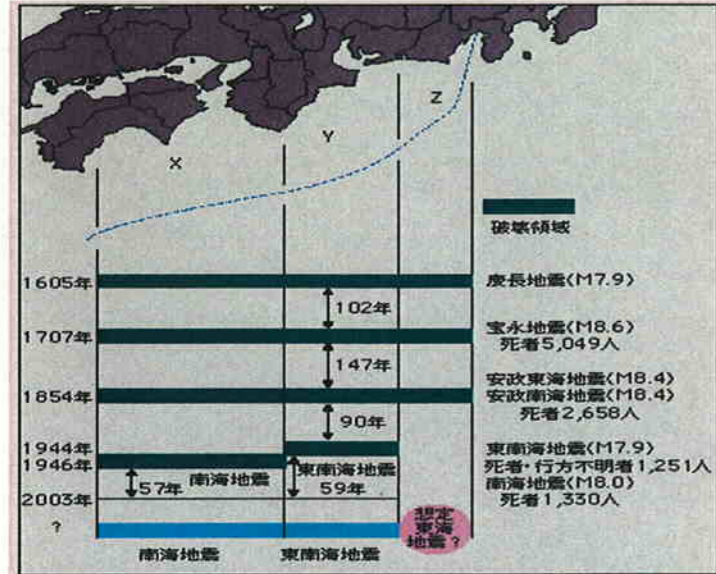 Z
Y
X
破壊領域
1605年
慶長地震(M7.9)
102年
1707年
宝永地震(M8.6)
死者5,049人
147年
安政東海地震(M8.4)
1854年
安政南海地震(M8.4)
死者2,658人
90年
1944年
東南海地震(M7.9)
1946年
死者・行方不明者1,251人
南海地震
東南海地震
57年
59年
南海地震(M8.0)
死者1,330人
2003年
?
想定
東海
地震?
南海地震
東南海地震